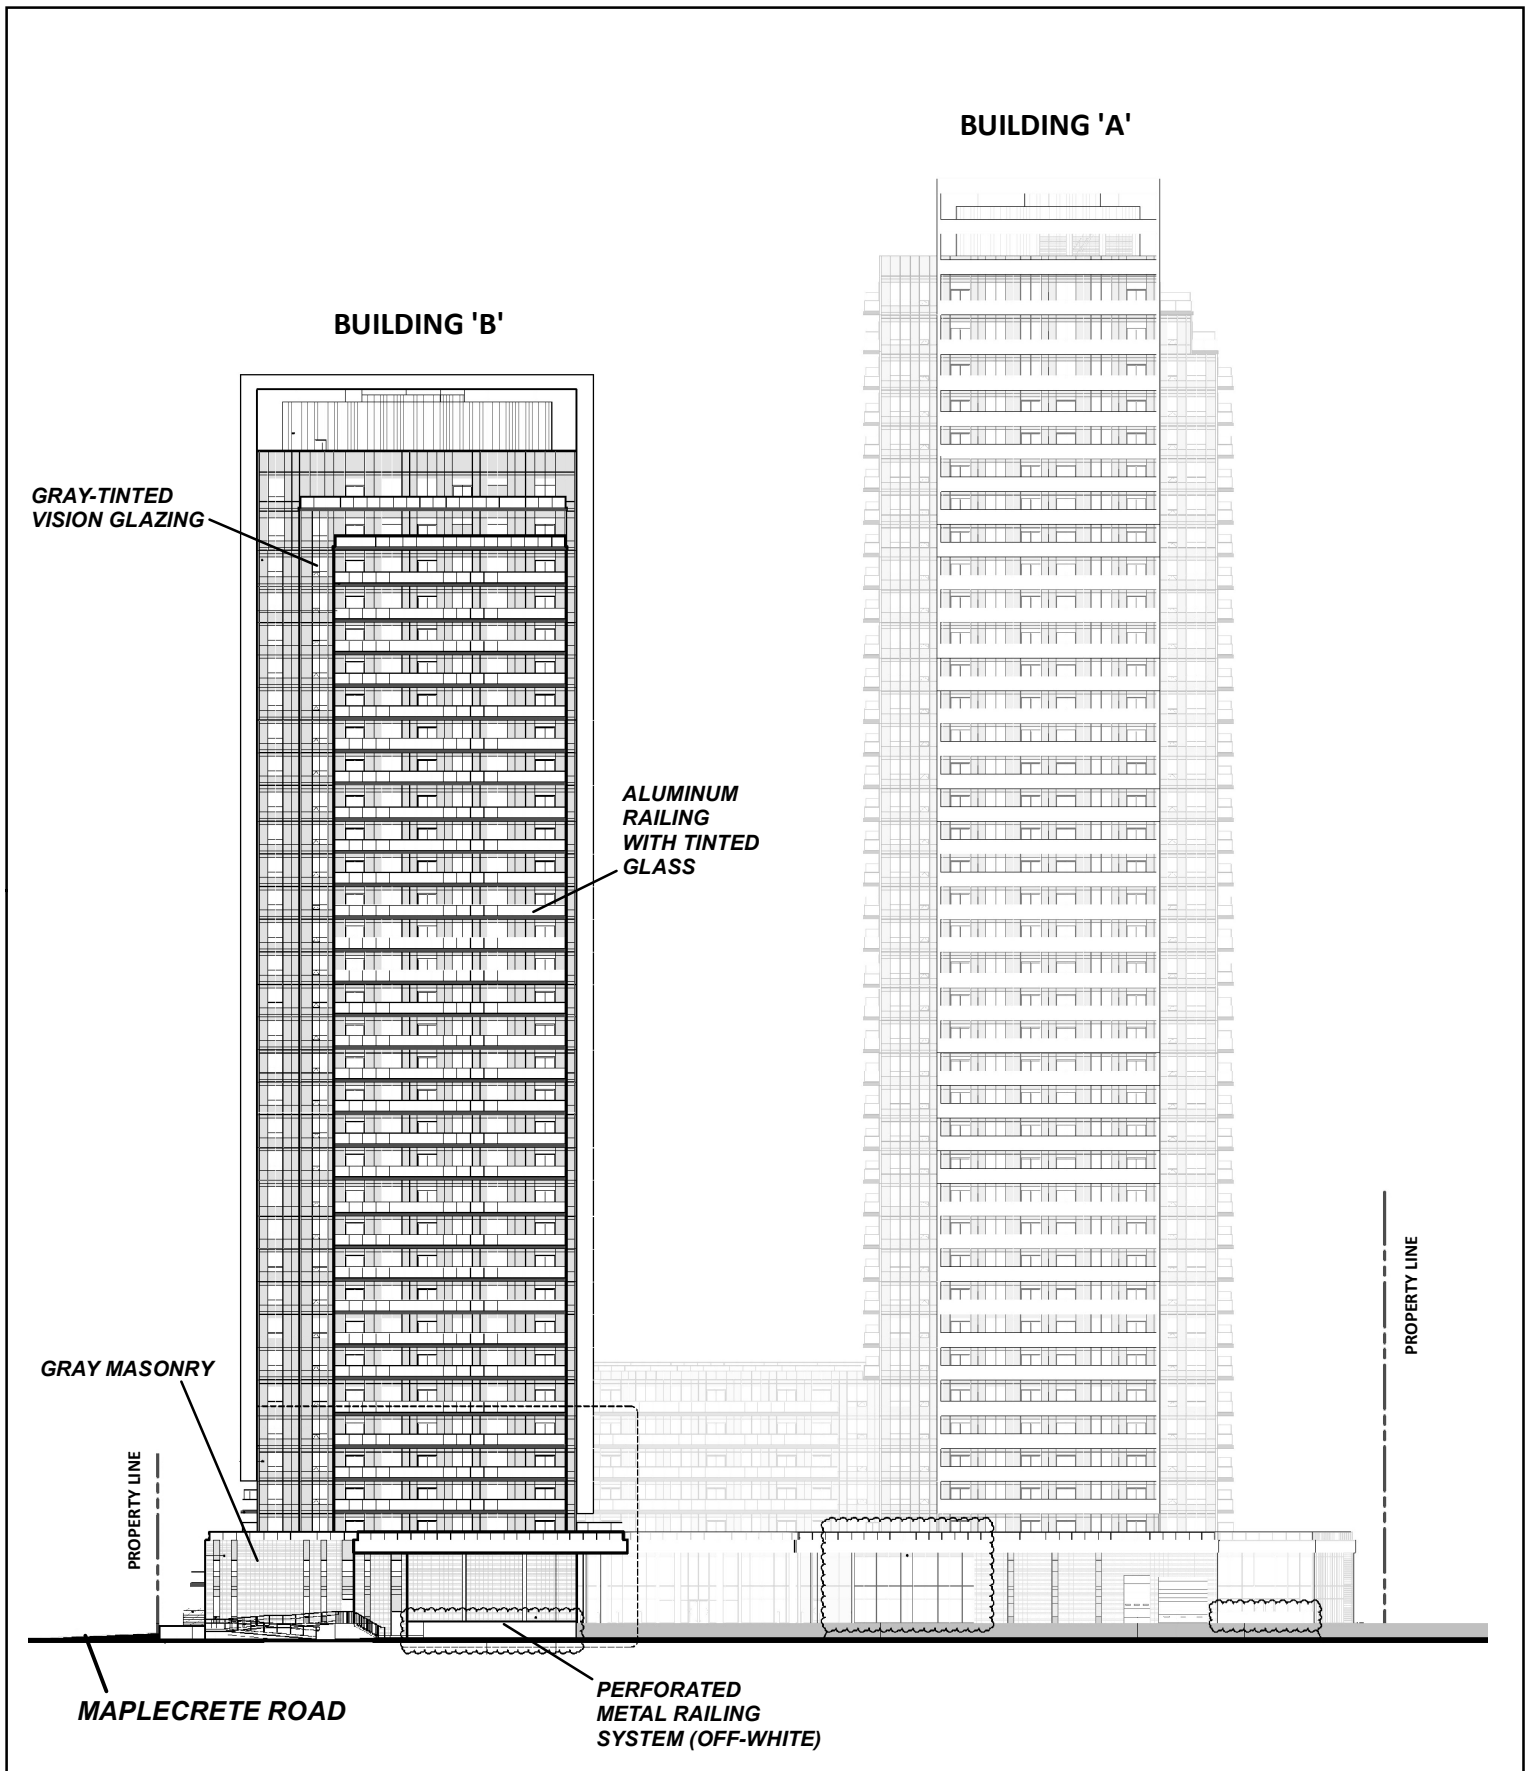 BUILDING 'A'
BUILDING 'B'
GRAY-TINTED
VISION GLAZING
ALUMINUM
RAILING
WITH TINTED
GLASS
PROPERTY LINE
GRAY MASONRY
PROPERTY LINE
MAPLECRETE ROAD
PERFORATED
METAL RAILING
SYSTEM (OFF-WHITE)